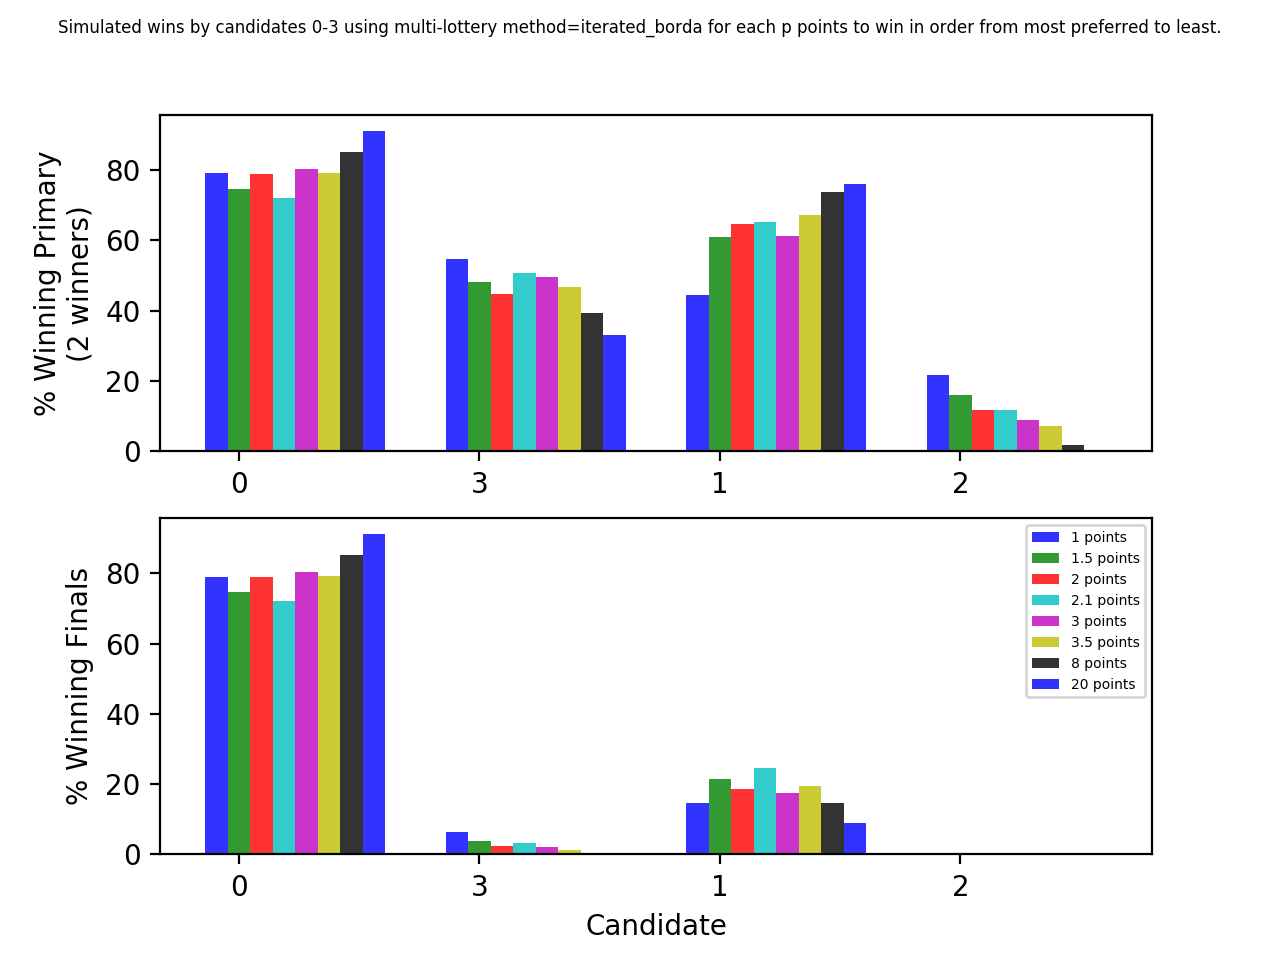 Simulated wins by candidates 0-3 using multi-lottery method=iterated_borda for each p points to win in order from most preferred to least.
% Winning Primary
(2 winners)
80
60
40
20
0
0 3 1 2
% Winning Finals
80
60
40
20
0
1 points
1.5 points
2 points
2.1 points
3 points
3.5 points
8 points
20 points
0 3 1 2
Candidate